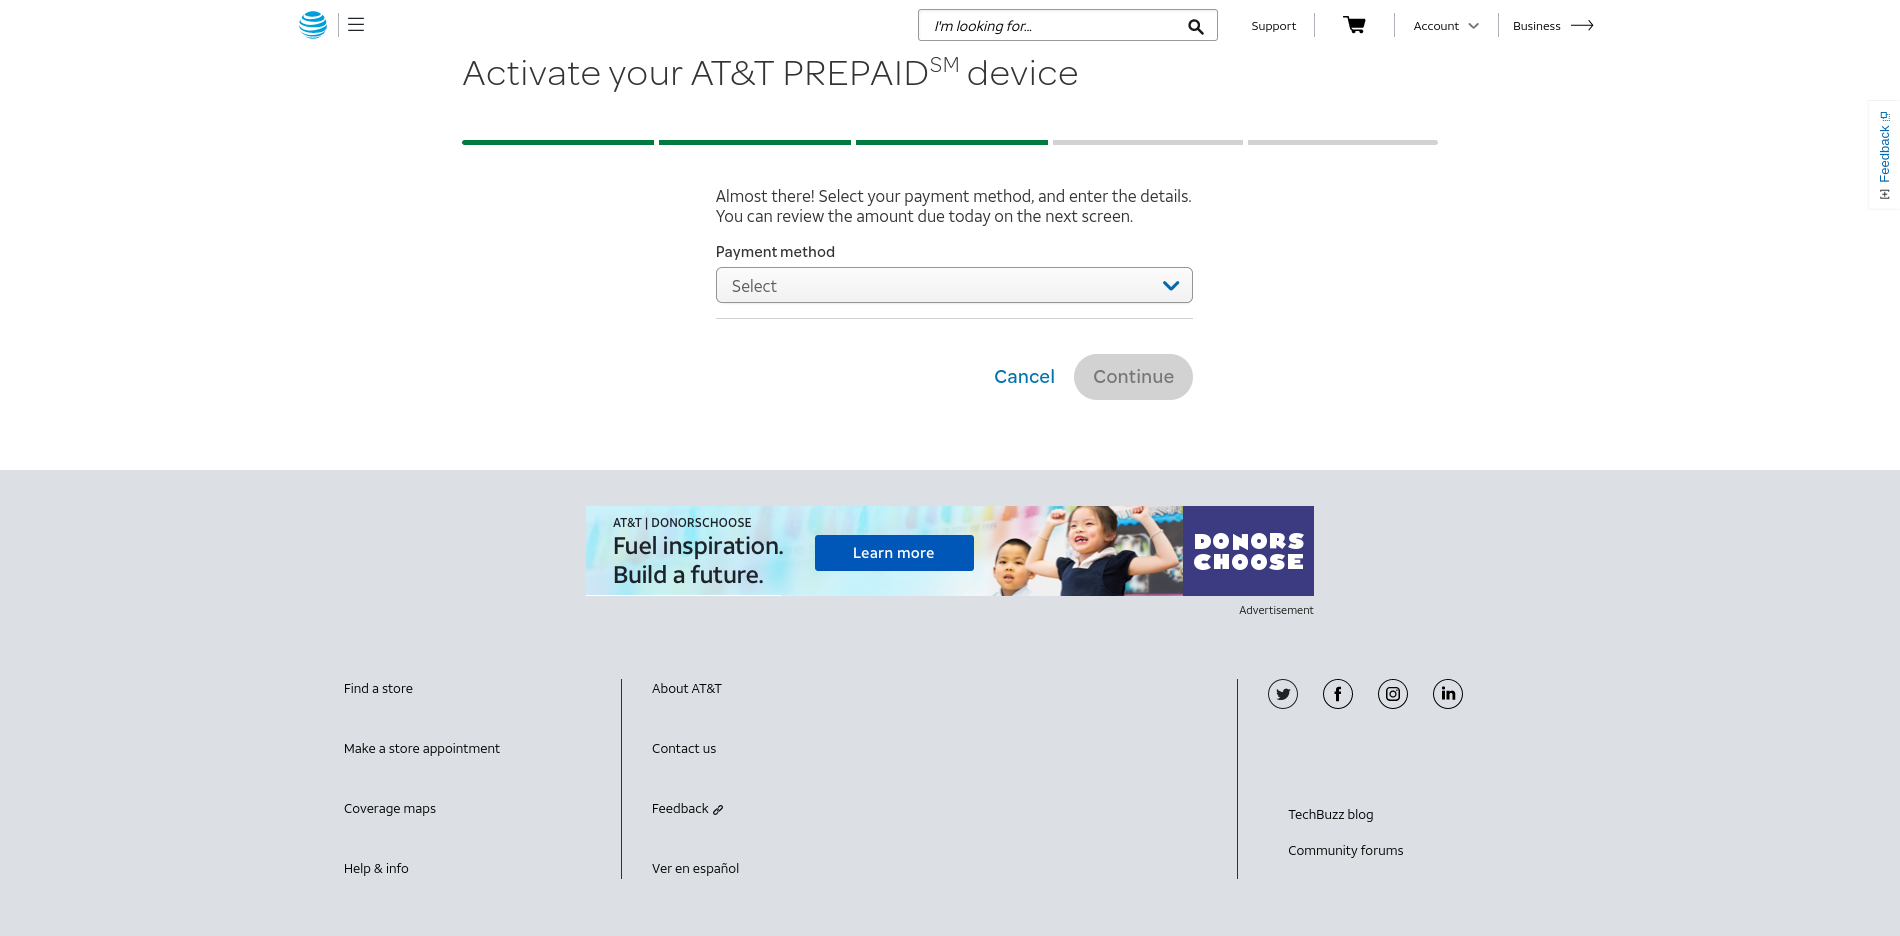 I'm looking for...
Support
Account
Business
Activate your AT&T PREPAID℠ device
[+] Feedback
Almost there! Select your payment method, and enter the details.
You can review the amount due today on the next screen.
Payment method
Select
Cancel
Continue
AT&T | DONORSCHOOSE
Fuel inspiration.
Build a future.
Learn more
DONORS
CHOOSE
Advertisement
Find a store
Make a store appointment
Coverage maps
Help & info
About AT&T
Contact us
Feedback
Ver en español
TechBuzz blog
Community forums